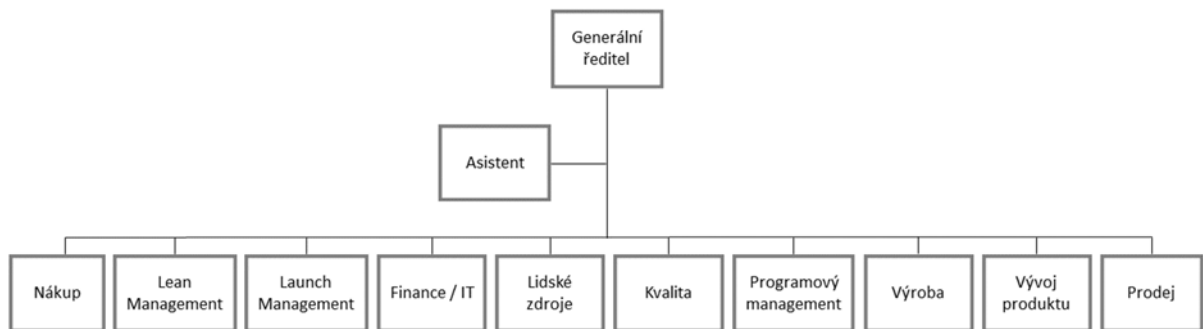 Generální
ředitel
Asistent
Nákup
Lean
Management
Launch
Management
Finance / IT
Lidské
zdroje
Kvalita
Programový
management
Výroba
Vývoj
produktu
Prodej